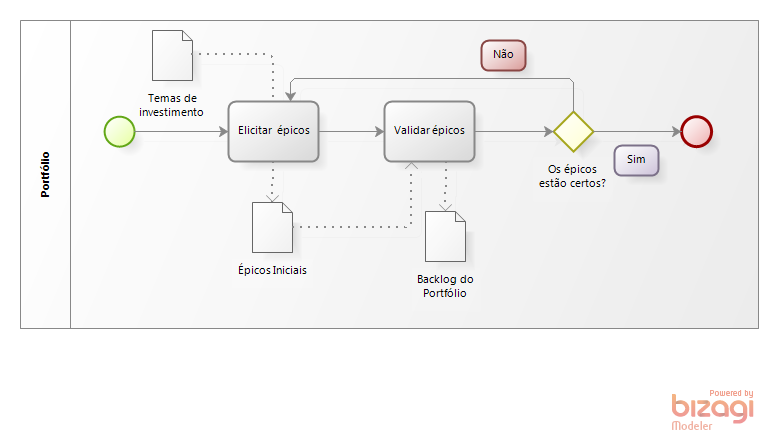 Portfólio
Temas de
investimento
Elicitar épicos
Validar épicos
Não
Sim
Os épicos
estão certos?
Épicos Iniciais
Backlog do
Portfólio
Powered by
bizagi
Modeler